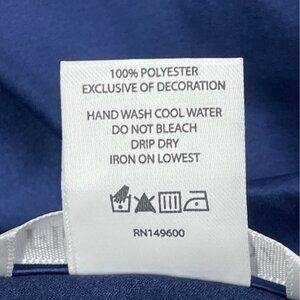 100% POLYESTER
EXCLUSIVE OF DECORATION
HAND WASH COOL WATER
DO NOT BLEACH
DRIP DRY
IRON ON LOWEST
RN149600